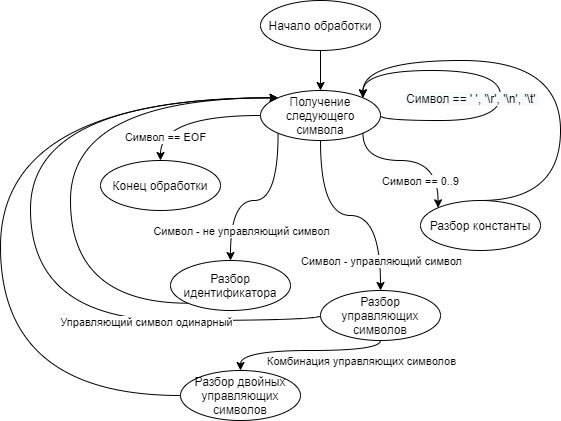 Начало обработки
Получение
следующего
символа
Символ == ' ', '\r', '\n', '\t'
Символ == EOF
Конец обработки
Символ == 0..9
Разбор константы
Символ - не управляющий символ
Символ - управляющий символ
Разбор
идентификатора
Разбор
управляющих
символов
Управляющий символ одинарный
Комбинация управляющих символов
Разбор двойных
управляющих
символов